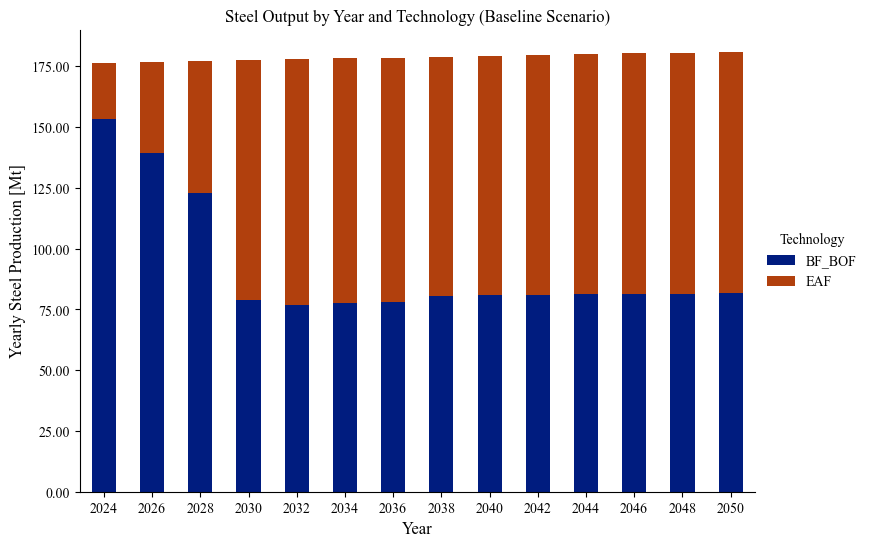 Steel Output by Year and Technology (Baseline Scenario)
Yearly Steel Production [Mt]
175.00
150.00
125.00
100.00
75.00
50.00
25.00
0.00
2024 2026 2028 2030 2032 2034 2036 2038 2040 2042 2044 2046 2048 2050
Year
Technology
BF_BOF
EAF